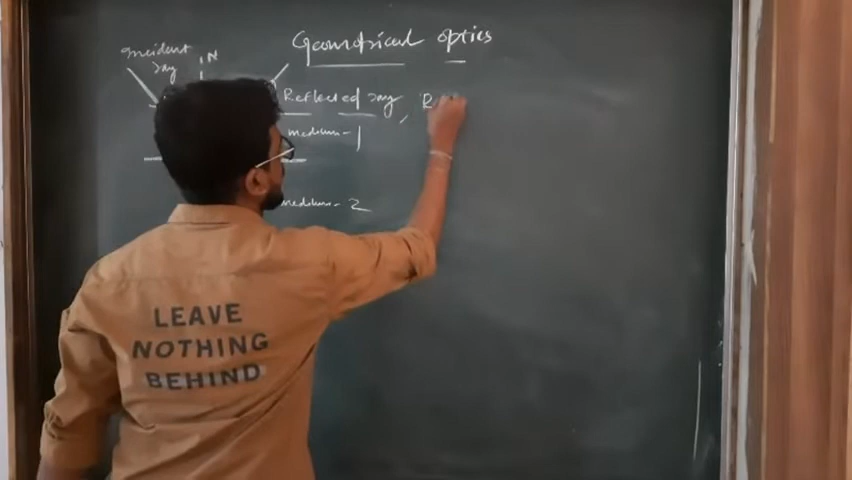 Geometrical optics
Incident
ray
N
Reflected ray, R
medium-1
medium-2
LEAVE
NOTHING
BEHIND